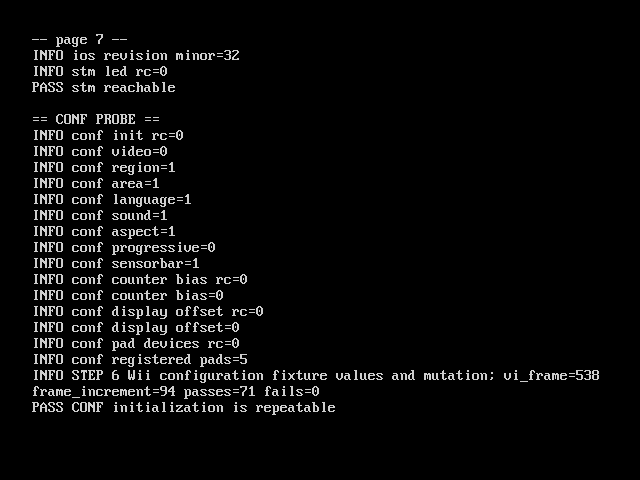 -- page 7 --
INFO ios revision minor=32
INFO stm led rc=0
PASS stm reachable
== CONF PROBE ==
INFO conf init rc=0
INFO conf video=0
INFO conf region=1
INFO conf area=1
INFO conf language=1
INFO conf sound=1
INFO conf aspect=1
INFO conf progressive=0
INFO conf sensorbar=1
INFO conf counter bias rc=0
INFO conf counter bias=0
INFO conf display offset rc=0
INFO conf display offset=0
INFO conf pad devices rc=0
INFO conf registered pads=5
INFO STEP 6 Wii configuration fixture values and mutation; vi_frame=538
frame_increment=94 passes=71 fails=0
PASS CONF initialization is repeatable